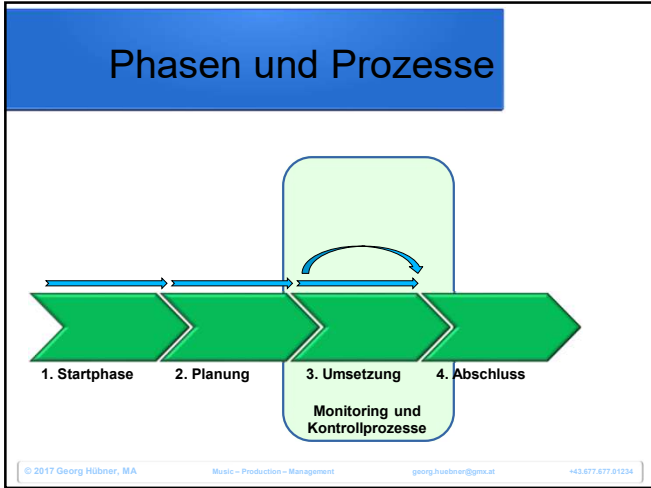 Phasen und Prozesse
1. Startphase
2. Planung
3. Umsetzung
4. Abschluss
Monitoring und
Kontrollprozesse
© 2017 Georg Hübner, MA
Music – Production – Management
georg.huebner@gmx.at
+43.677.677.01234